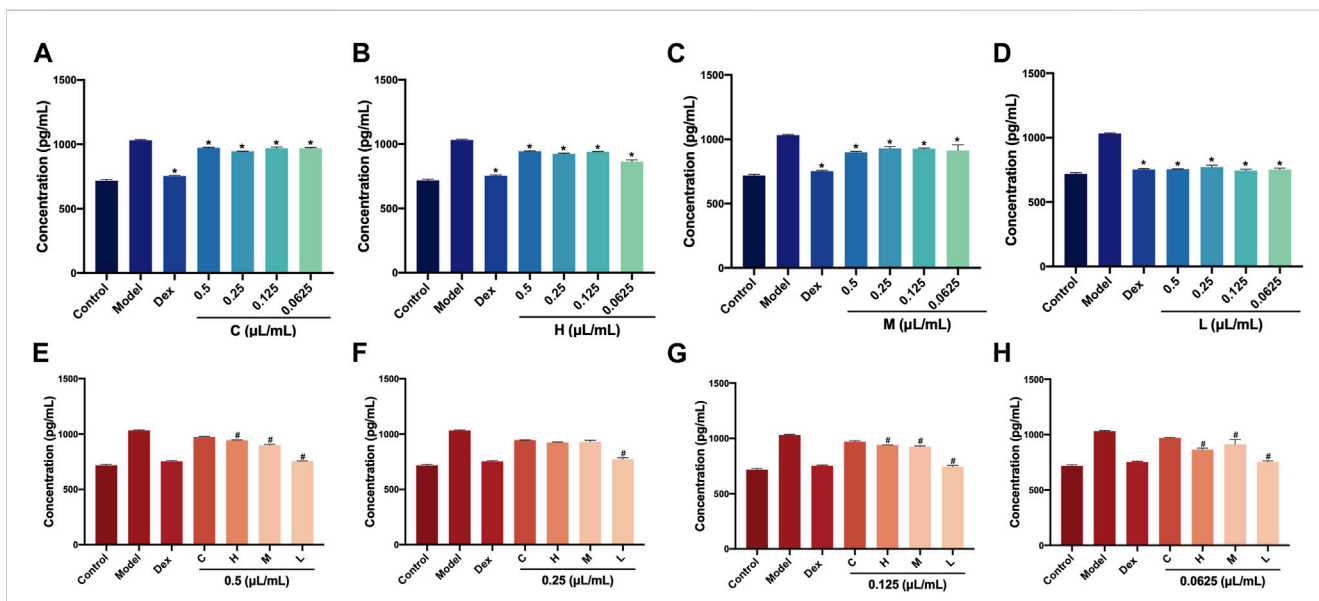 A
Concentration (pg/mL)
1500
1000
500
0
* * * * *
Control Model Dex 0.5 0.25 0.125 0.0625
C (µL/mL)
B
Concentration (pg/mL)
1500
1000
500
0
* * * * *
Control Model Dex 0.5 0.25 0.125 0.0625
H (µL/mL)
C
Concentration (pg/mL)
1500
1000
500
0
* * * * *
Control Model Dex 0.5 0.25 0.125 0.0625
M (µL/mL)
D
Concentration (pg/mL)
1500
1000
500
0
* * * * *
Control Model Dex 0.5 0.25 0.125 0.0625
L (µL/mL)
E
Concentration (pg/mL)
1500
1000
500
0
# # #
Control Model Dex C H M L
0.5 (µL/mL)
F
Concentration (pg/mL)
1500
1000
500
0
#
Control Model Dex C H M L
0.25 (µL/mL)
G
Concentration (pg/mL)
1500
1000
500
0
# # #
Control Model Dex C H M L
0.125 (µL/mL)
H
Concentration (pg/mL)
1500
1000
500
0
# # #
Control Model Dex C H M L
0.0625 (µL/mL)